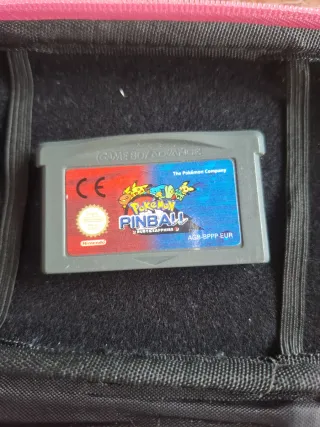 GAME BOY ADVANCE
CE
The Pokémon Company
POKéMON
PINBALL
RUBY & SAPPHIRE
Nintendo
AGB-BPPP-EUR